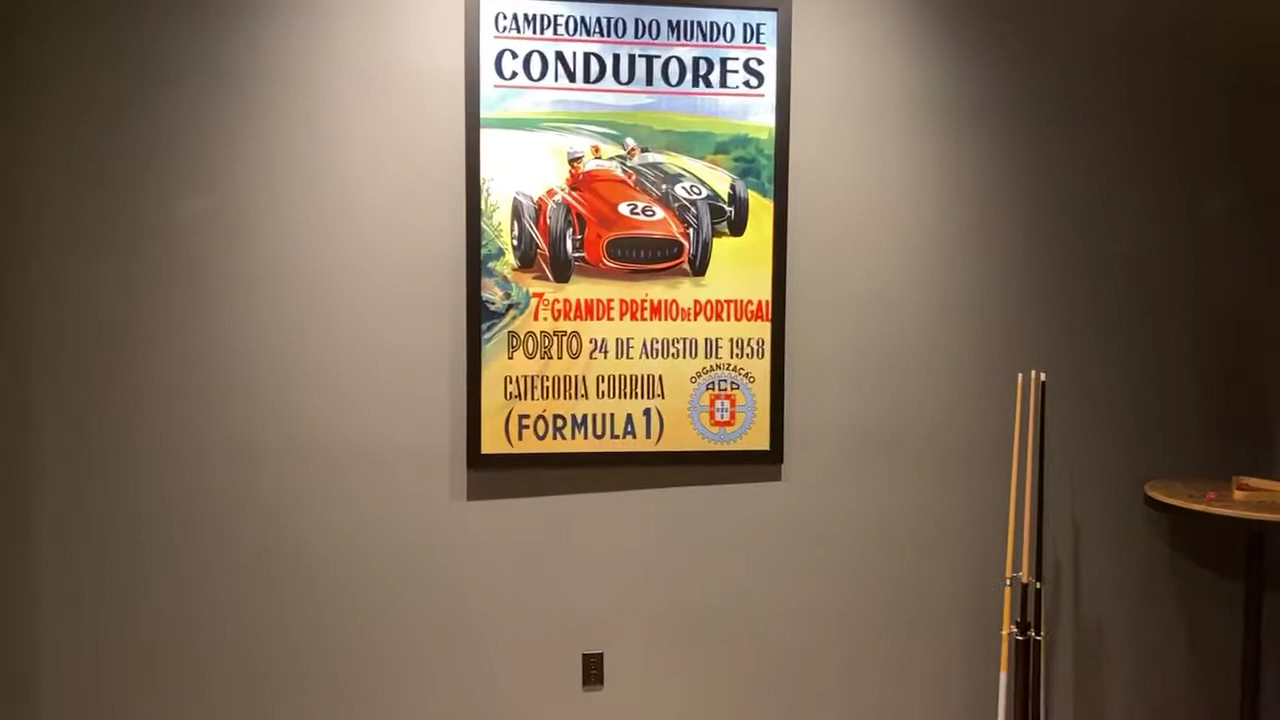 CAMPEONATO DO MUNDO DE
CONDUTORES
10
26
7º GRANDE PRÉMIO DE PORTUGAL
PORTO 24 DE AGOSTO DE 1958
CATEGORIA CORRIDA
(FÓRMULA 1)
ORGANIZAÇÃO
ACP